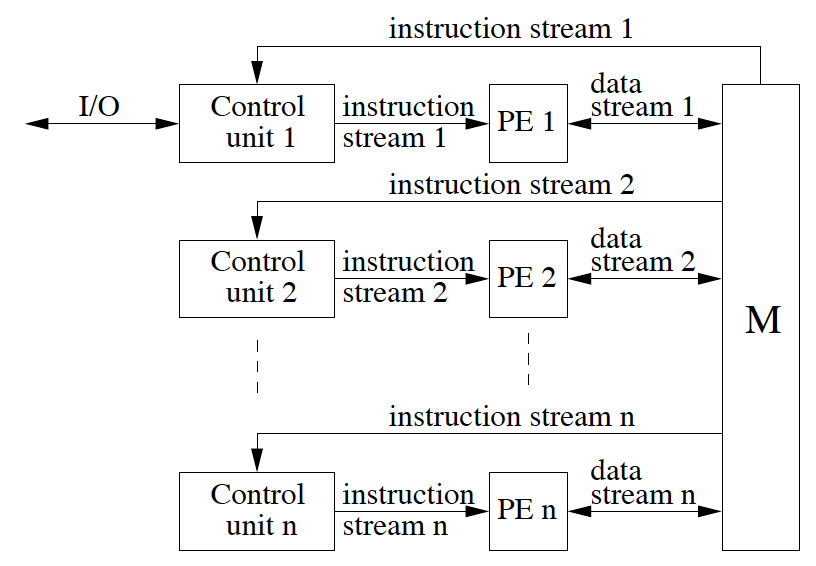 instruction stream 1
I/O
Control
unit 1
instruction
stream 1
PE 1
data
stream 1
instruction stream 2
Control
unit 2
instruction
stream 2
PE 2
data
stream 2
M
instruction stream n
Control
unit n
instruction
stream n
PE n
data
stream n